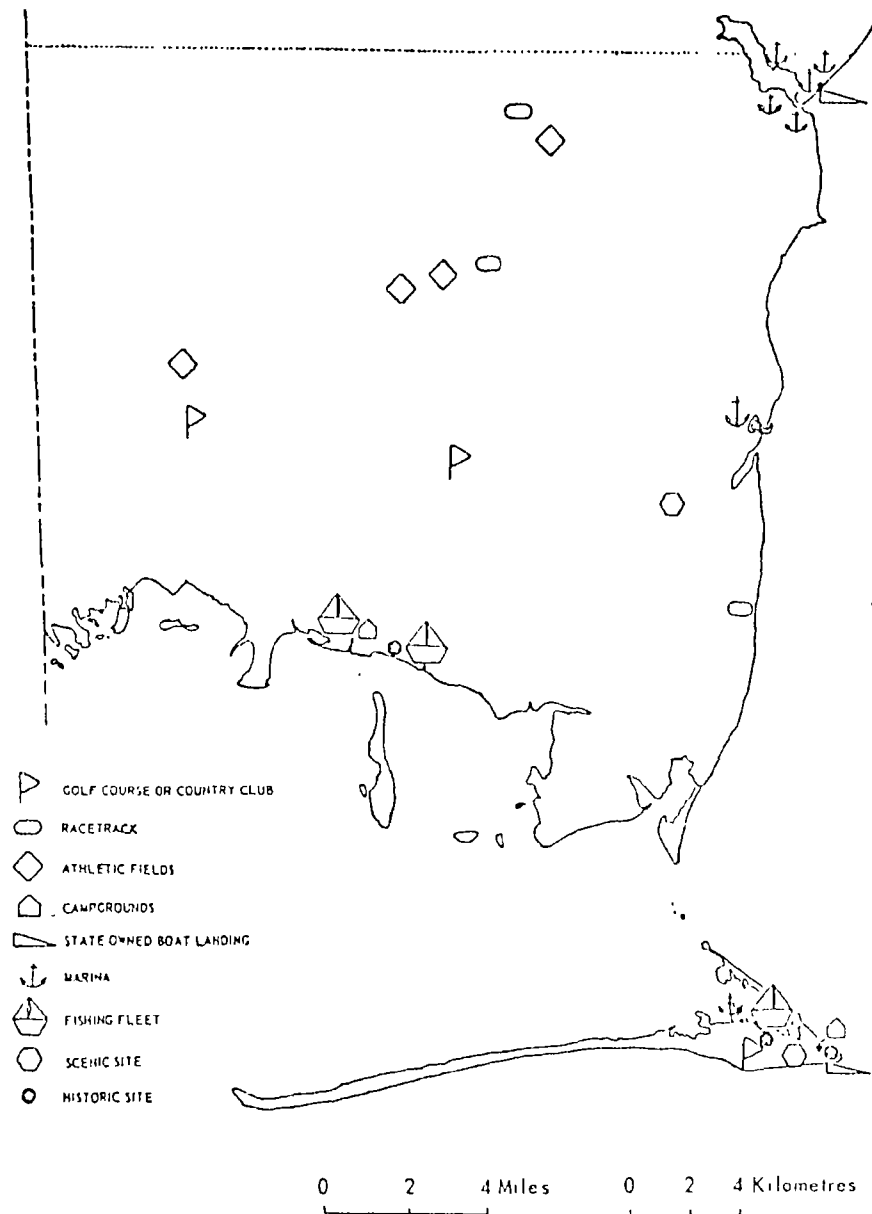 GOLF COURSE OR COUNTRY CLUB
RACETRACK
ATHLETIC FIELDS
CAMPGROUNDS
STATE OWNED BOAT LANDING
MARINA
FISHING FLEET
SCENIC SITE
HISTORIC SITE
0 2 4 Miles 0 2 4 Kilometres